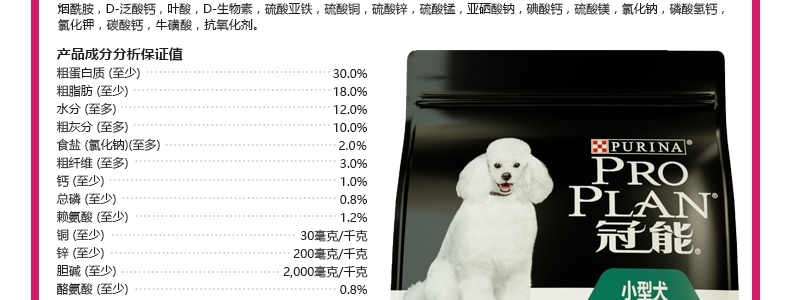 烟酰胺，D-泛酸钙，叶酸，D-生物素，硫酸亚铁，硫酸铜，硫酸锌，硫酸锰，亚硒酸钠，碘酸钙，硫酸镁，氯化钠，磷酸氢钙，
氯化钾，碳酸钙，牛磺酸，抗氧化剂。
产品成分分析保证值
粗蛋白质 (至少) 30.0%
粗脂肪 (至少) 18.0%
水分 (至多) 12.0%
粗灰分 (至多) 10.0%
食盐 (氯化钠)(至多) 2.0%
粗纤维 (至多) 3.0%
钙 (至少) 1.0%
总磷 (至少) 0.8%
赖氨酸 (至少) 1.2%
铜 (至少) 30毫克/千克
锌 (至少) 200毫克/千克
胆碱 (至少) 2,000毫克/千克
酪氨酸 (至少) 0.8%
PURINA®
PRO
PLAN®
冠能®
小型犬